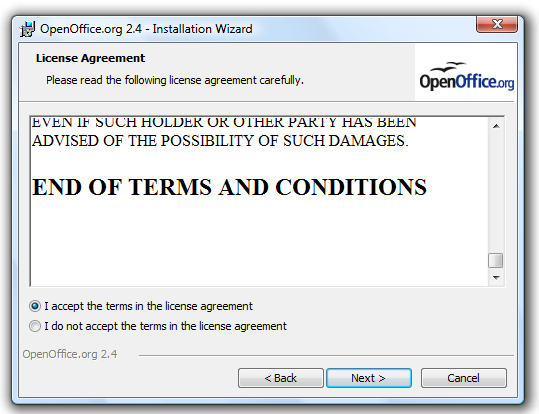 OpenOffice.org 2.4 - Installation Wizard
License Agreement
Please read the following license agreement carefully.
OpenOffice.org
EVEN IF SUCH HOLDER OR OTHER PARTY HAS BEEN
ADVISED OF THE POSSIBILITY OF SUCH DAMAGES.
END OF TERMS AND CONDITIONS
I accept the terms in the license agreement
I do not accept the terms in the license agreement
OpenOffice.org 2.4
< Back Next > Cancel